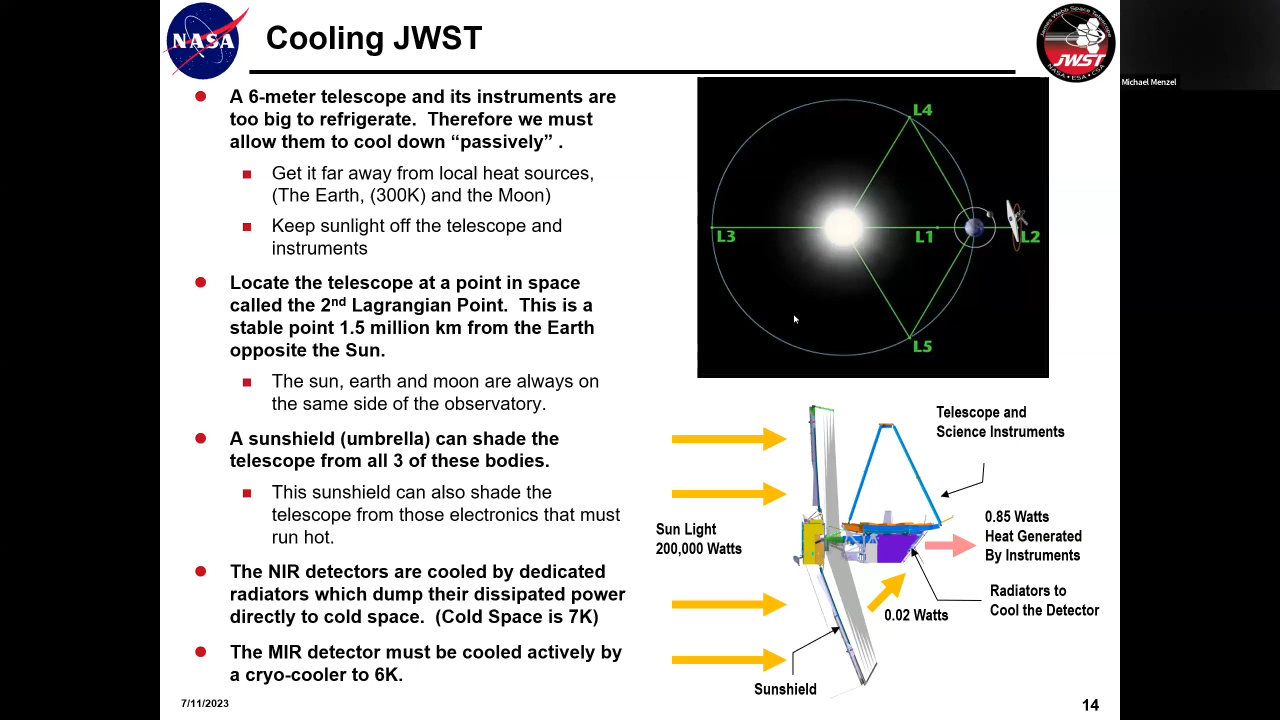 NASA
Cooling JWST
James Webb Space Telescope
JWST
NASA • ESA • CSA
Michael Menzel
A 6-meter telescope and its instruments are
too big to refrigerate. Therefore we must
allow them to cool down “passively” .
Get it far away from local heat sources,
(The Earth, (300K) and the Moon)
Keep sunlight off the telescope and
instruments
Locate the telescope at a point in space
called the 2nd Lagrangian Point. This is a
stable point 1.5 million km from the Earth
opposite the Sun.
The sun, earth and moon are always on
the same side of the observatory.
A sunshield (umbrella) can shade the
telescope from all 3 of these bodies.
This sunshield can also shade the
telescope from those electronics that must
run hot.
The NIR detectors are cooled by dedicated
radiators which dump their dissipated power
directly to cold space. (Cold Space is 7K)
The MIR detector must be cooled actively by
a cryo-cooler to 6K.
L4
L3
L1
L2
L5
Telescope and
Science Instruments
Sun Light
200,000 Watts
0.85 Watts
Heat Generated
By Instruments
Radiators to
Cool the Detector
0.02 Watts
Sunshield
7/11/2023
14